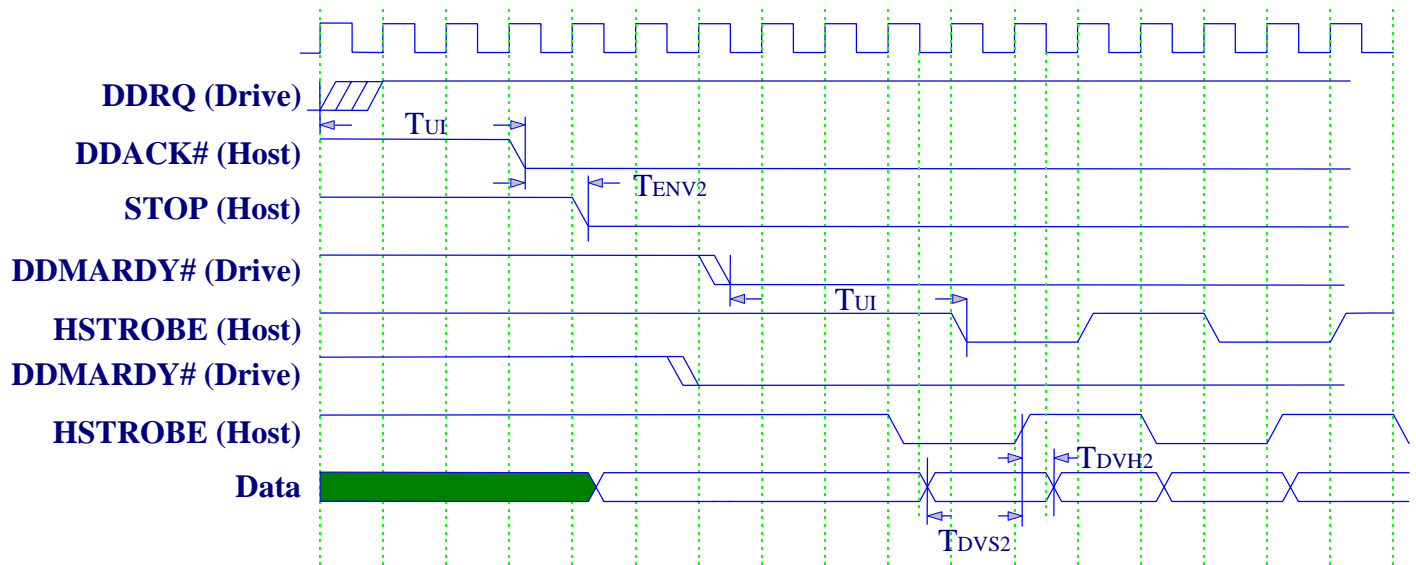 DDRQ (Drive)
TUI
DDACK# (Host)
TENV2
STOP (Host)
DDMARDY# (Drive)
TUI
HSTROBE (Host)
DDMARDY# (Drive)
HSTROBE (Host)
TDVH2
Data
TDVS2